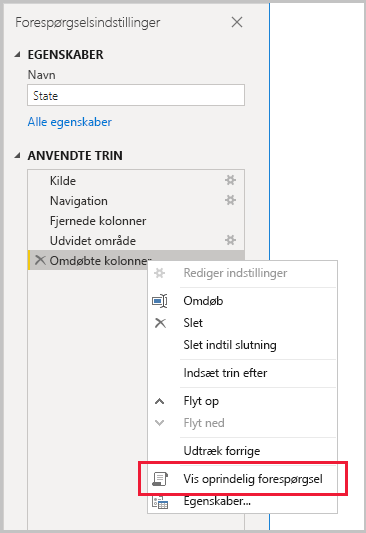 Forespørgselsindstillinger
EGENSKABER
Navn
State
Alle egenskaber
ANVENDTE TRIN
Kilde
Navigation
Fjernede kolonner
Udvidet område
Omdøbte kolonner
Rediger indstillinger
Omdøb
Slet
Slet indtil slutning
Indsæt trin efter
Flyt op
Flyt ned
Udtræk forrige
Vis oprindelig forespørgsel
Egenskaber...